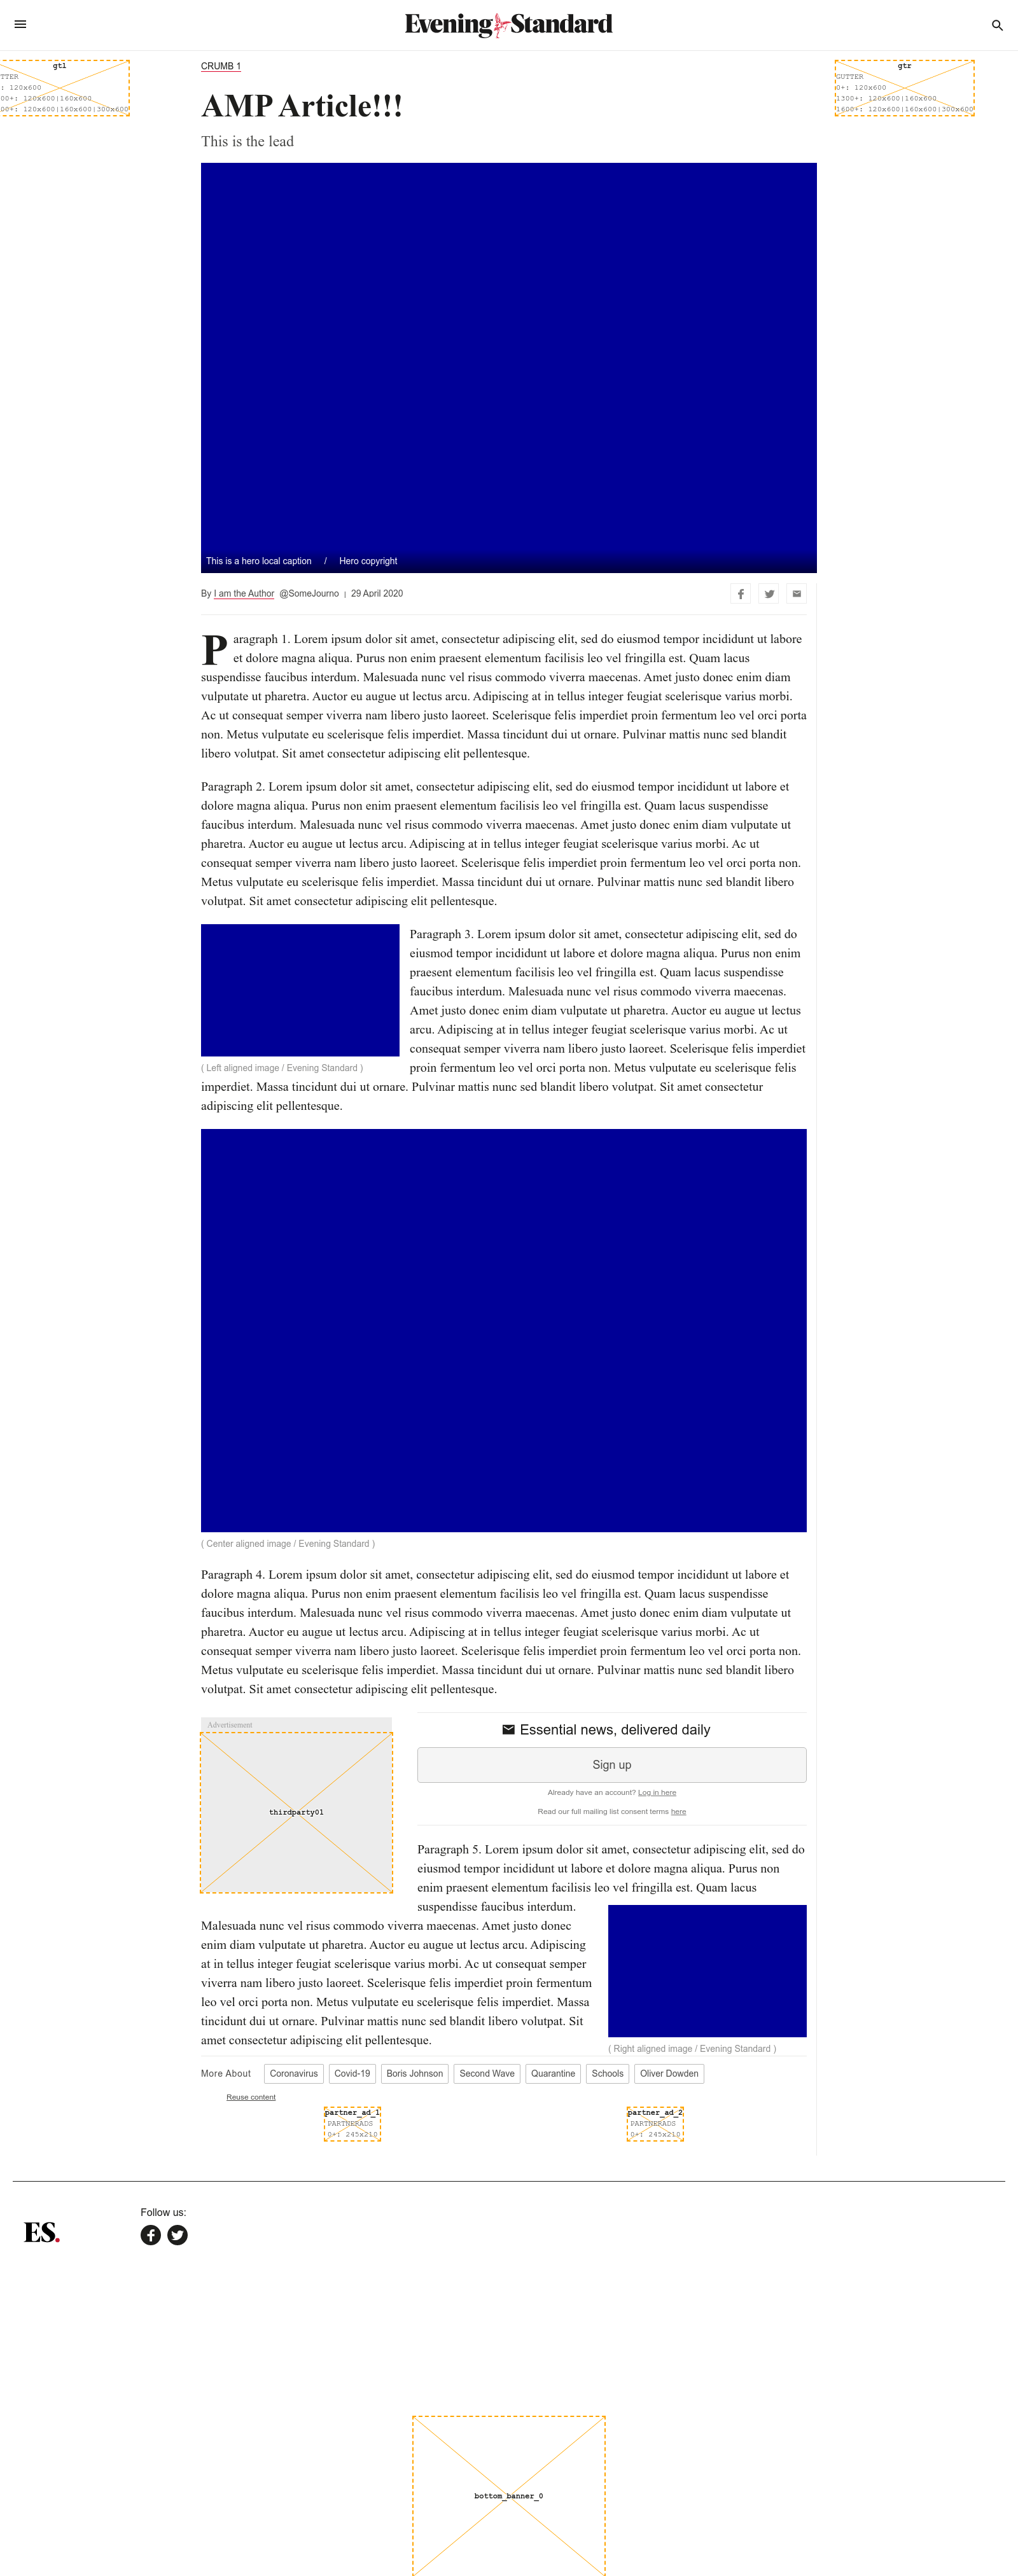 Evening Standard
gtl
TTER
: 120x600
00+: 120x600|160x600
00+: 120x600|160x600|300x600
CRUMB 1
gtr
GUTTER
0+: 120x600
1300+: 120x600|160x600
1600+: 120x600|160x600|300x600
AMP Article!!!
This is the lead
This is a hero local caption / Hero copyright
By I am the Author @SomeJourno | 29 April 2020
Paragraph 1. Lorem ipsum dolor sit amet, consectetur adipiscing elit, sed do eiusmod tempor incididunt ut labore
et dolore magna aliqua. Purus non enim praesent elementum facilisis leo vel fringilla est. Quam lacus
suspendisse faucibus interdum. Malesuada nunc vel risus commodo viverra maecenas. Amet justo donec enim diam
vulputate ut pharetra. Auctor eu augue ut lectus arcu. Adipiscing at in tellus integer feugiat scelerisque varius morbi.
Ac ut consequat semper viverra nam libero justo laoreet. Scelerisque felis imperdiet proin fermentum leo vel orci porta
non. Metus vulputate eu scelerisque felis imperdiet. Massa tincidunt dui ut ornare. Pulvinar mattis nunc sed blandit
libero volutpat. Sit amet consectetur adipiscing elit pellentesque.
Paragraph 2. Lorem ipsum dolor sit amet, consectetur adipiscing elit, sed do eiusmod tempor incididunt ut labore et
dolore magna aliqua. Purus non enim praesent elementum facilisis leo vel fringilla est. Quam lacus suspendisse
faucibus interdum. Malesuada nunc vel risus commodo viverra maecenas. Amet justo donec enim diam vulputate ut
pharetra. Auctor eu augue ut lectus arcu. Adipiscing at in tellus integer feugiat scelerisque varius morbi. Ac ut
consequat semper viverra nam libero justo laoreet. Scelerisque felis imperdiet proin fermentum leo vel orci porta non.
Metus vulputate eu scelerisque felis imperdiet. Massa tincidunt dui ut ornare. Pulvinar mattis nunc sed blandit libero
volutpat. Sit amet consectetur adipiscing elit pellentesque.
Paragraph 3. Lorem ipsum dolor sit amet, consectetur adipiscing elit, sed do
eiusmod tempor incididunt ut labore et dolore magna aliqua. Purus non enim
praesent elementum facilisis leo vel fringilla est. Quam lacus suspendisse
faucibus interdum. Malesuada nunc vel risus commodo viverra maecenas.
Amet justo donec enim diam vulputate ut pharetra. Auctor eu augue ut lectus
arcu. Adipiscing at in tellus integer feugiat scelerisque varius morbi. Ac ut
consequat semper viverra nam libero justo laoreet. Scelerisque felis imperdiet
( Left aligned image / Evening Standard )
proin fermentum leo vel orci porta non. Metus vulputate eu scelerisque felis
imperdiet. Massa tincidunt dui ut ornare. Pulvinar mattis nunc sed blandit libero volutpat. Sit amet consectetur
adipiscing elit pellentesque.
( Center aligned image / Evening Standard )
Paragraph 4. Lorem ipsum dolor sit amet, consectetur adipiscing elit, sed do eiusmod tempor incididunt ut labore et
dolore magna aliqua. Purus non enim praesent elementum facilisis leo vel fringilla est. Quam lacus suspendisse
faucibus interdum. Malesuada nunc vel risus commodo viverra maecenas. Amet justo donec enim diam vulputate ut
pharetra. Auctor eu augue ut lectus arcu. Adipiscing at in tellus integer feugiat scelerisque varius morbi. Ac ut
consequat semper viverra nam libero justo laoreet. Scelerisque felis imperdiet proin fermentum leo vel orci porta non.
Metus vulputate eu scelerisque felis imperdiet. Massa tincidunt dui ut ornare. Pulvinar mattis nunc sed blandit libero
volutpat. Sit amet consectetur adipiscing elit pellentesque.
Advertisement
thirdparty01
Essential news, delivered daily
Sign up
Already have an account? Log in here
Read our full mailing list consent terms here
Paragraph 5. Lorem ipsum dolor sit amet, consectetur adipiscing elit, sed do
eiusmod tempor incididunt ut labore et dolore magna aliqua. Purus non
enim praesent elementum facilisis leo vel fringilla est. Quam lacus
suspendisse faucibus interdum.
Malesuada nunc vel risus commodo viverra maecenas. Amet justo donec
enim diam vulputate ut pharetra. Auctor eu augue ut lectus arcu. Adipiscing
at in tellus integer feugiat scelerisque varius morbi. Ac ut consequat semper
viverra nam libero justo laoreet. Scelerisque felis imperdiet proin fermentum
leo vel orci porta non. Metus vulputate eu scelerisque felis imperdiet. Massa
tincidunt dui ut ornare. Pulvinar mattis nunc sed blandit libero volutpat. Sit
amet consectetur adipiscing elit pellentesque.
( Right aligned image / Evening Standard )
More About Coronavirus Covid-19 Boris Johnson Second Wave Quarantine Schools Oliver Dowden
Reuse content
partner_ad_1
PARTNERADS
0+: 245x210
partner_ad_2
PARTNERADS
0+: 245x210
ES.
Follow us:
bottom_banner_0